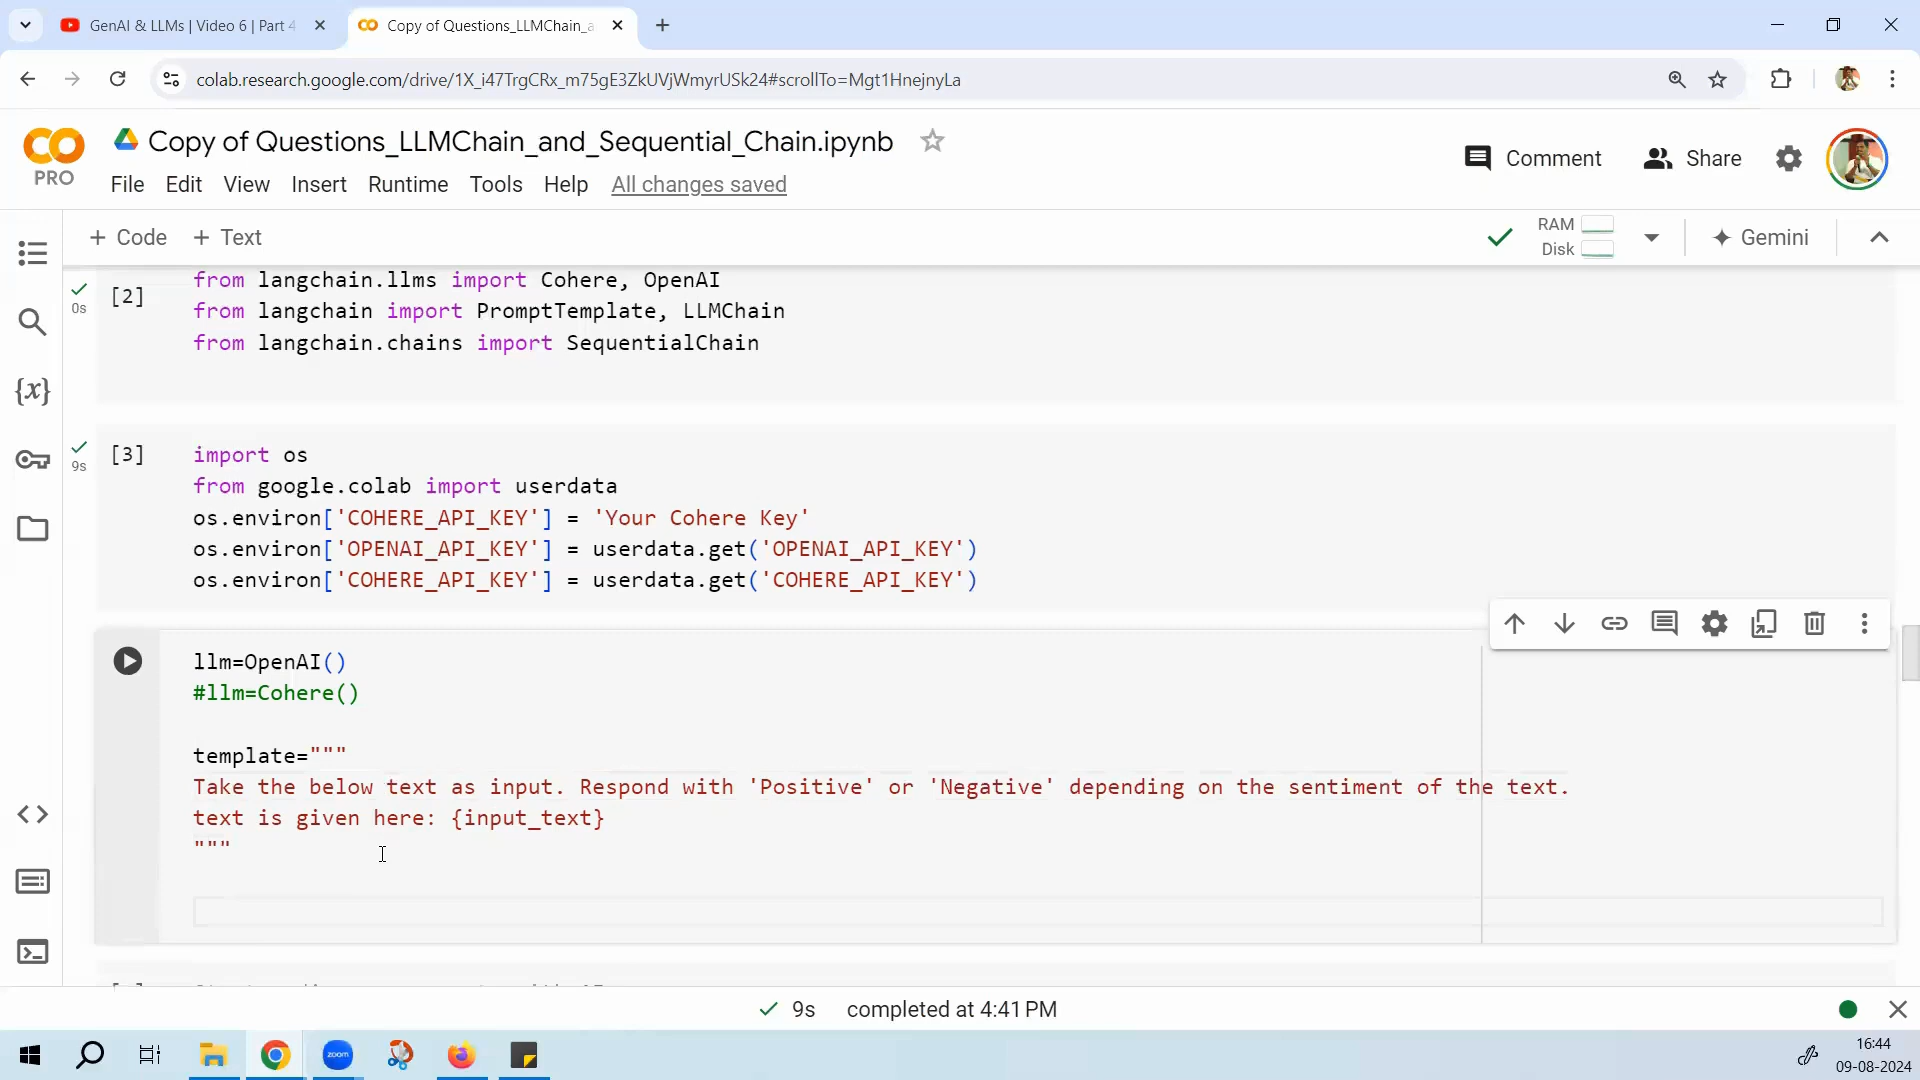 GenAI & LLMs | Video 6 | Part 4
Copy of Questions_LLMChain_a
colab.research.google.com/drive/1X_i47TrgCRx_m75gE3ZkUVjWmyrUSk24#scrollTo=Mgt1HnejnyLa
CO
PRO
Copy of Questions_LLMChain_and_Sequential_Chain.ipynb
Comment
Share
File Edit View Insert Runtime Tools Help All changes saved
+ Code + Text
RAM
Disk
Gemini
0s
[2]
from langchain.llms import Cohere, OpenAI
from langchain import PromptTemplate, LLMChain
from langchain.chains import SequentialChain
9s
[3]
import os
from google.colab import userdata
os.environ['COHERE_API_KEY'] = 'Your Cohere Key'
os.environ['OPENAI_API_KEY'] = userdata.get('OPENAI_API_KEY')
os.environ['COHERE_API_KEY'] = userdata.get('COHERE_API_KEY')
llm=OpenAI()
#llm=Cohere()
template="""
Take the below text as input. Respond with 'Positive' or 'Negative' depending on the sentiment of the text.
text is given here: {input_text}
"""
{x}
9s completed at 4:41 PM
zoom
16:44
09-08-2024